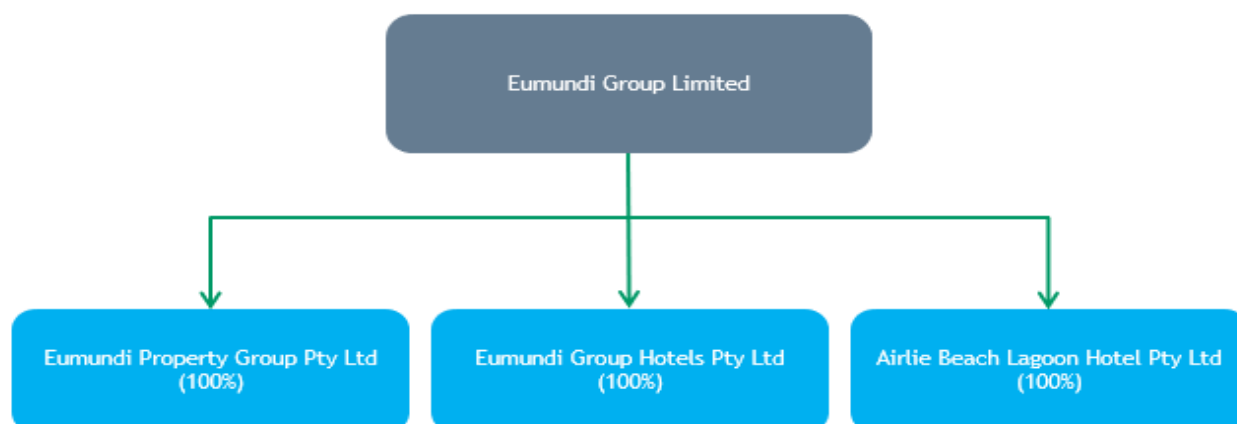 Eumundi Group Limited
Eumundi Property Group Pty Ltd
(100%)
Eumundi Group Hotels Pty Ltd
(100%)
Airlie Beach Lagoon Hotel Pty Ltd
(100%)